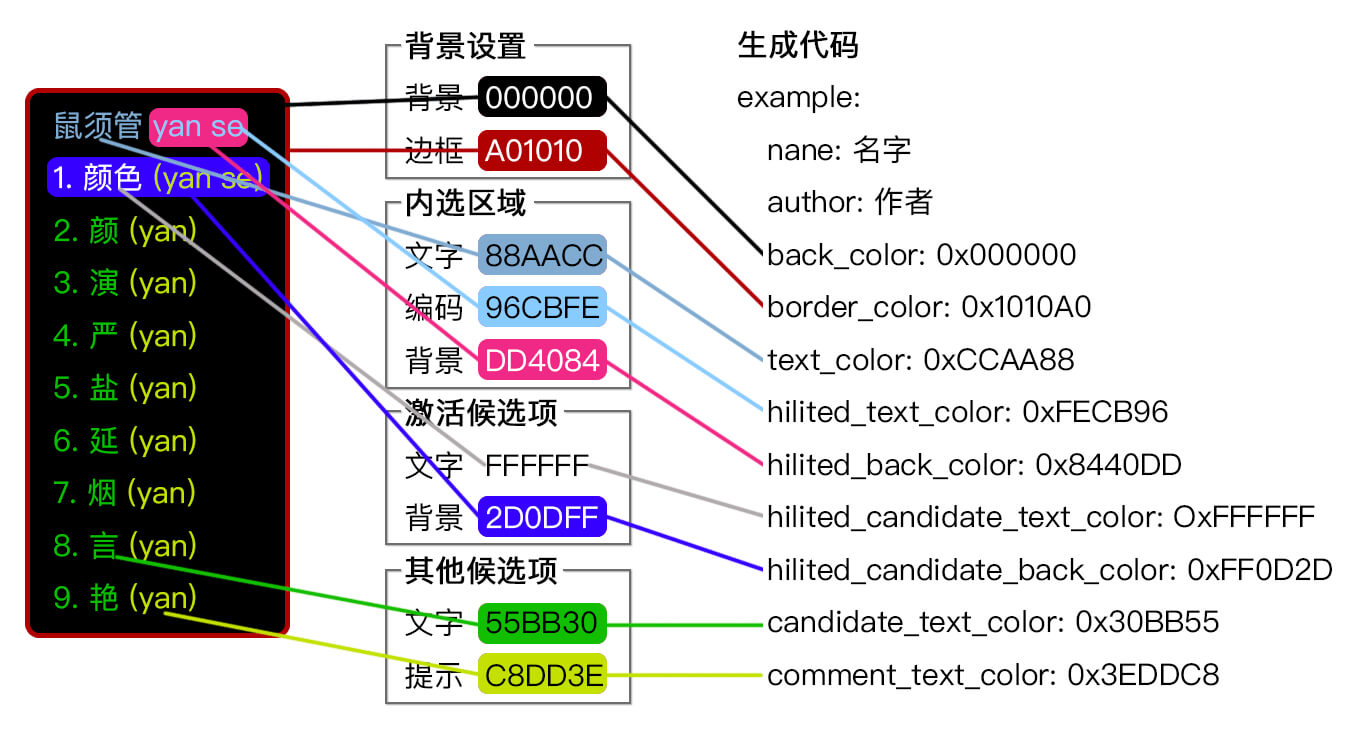 鼠须管 yan se
1. 颜色 (yan se)
2. 颜 (yan)
3. 演 (yan)
4. 严 (yan)
5. 盐 (yan)
6. 延 (yan)
7. 烟 (yan)
8. 言 (yan)
9. 艳 (yan)
背景设置
背景 000000
边框 A01010
内选区域
文字 88AACC
编码 96CBFE
背景 DD4084
激活候选项
文字 FFFFFF
背景 2D0DFF
其他候选项
文字 55BB30
提示 C8DD3E
生成代码
example:
nane: 名字
author: 作者
back_color: 0x000000
border_color: 0x1010A0
text_color: 0xCCAA88
hilited_text_color: 0xFECB96
hilited_back_color: 0x8440DD
hilited_candidate_text_color: OxFFFFFF
hilited_candidate_back_color: 0xFF0D2D
candidate_text_color: 0x30BB55
comment_text_color: 0x3EDDC8